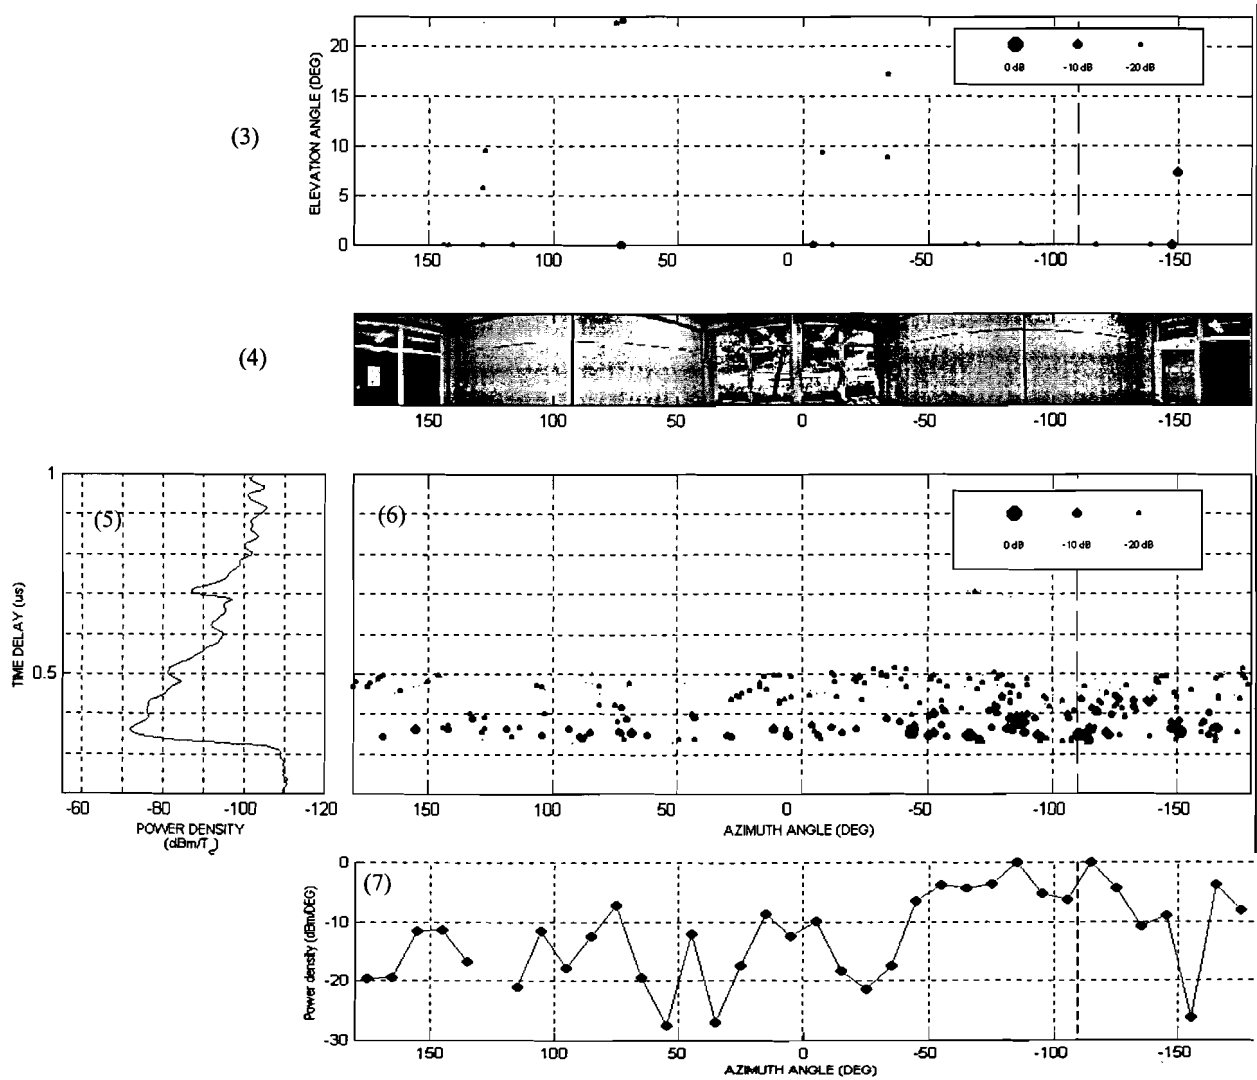 (3)
ELEVATION ANGLE (DEG)
20
15
10
5
0
0 dB -10 dB -20 dB
150 100 50 0 -50 -100 -150
(4)
150 100 50 0 -50 -100 -150
(5)
TIME DELAY (us)
1
0.5
-60 -80 -100 -120
POWER DENSITY
(dBm/Tc)
(6)
0 dB -10 dB -20 dB
150 100 50 0 -50 -100 -150
AZIMUTH ANGLE (DEG)
(7)
Power density (dBm/DEG)
0
-10
-20
-30
150 100 50 0 -50 -100 -150
AZIMUTH ANGLE (DEG)